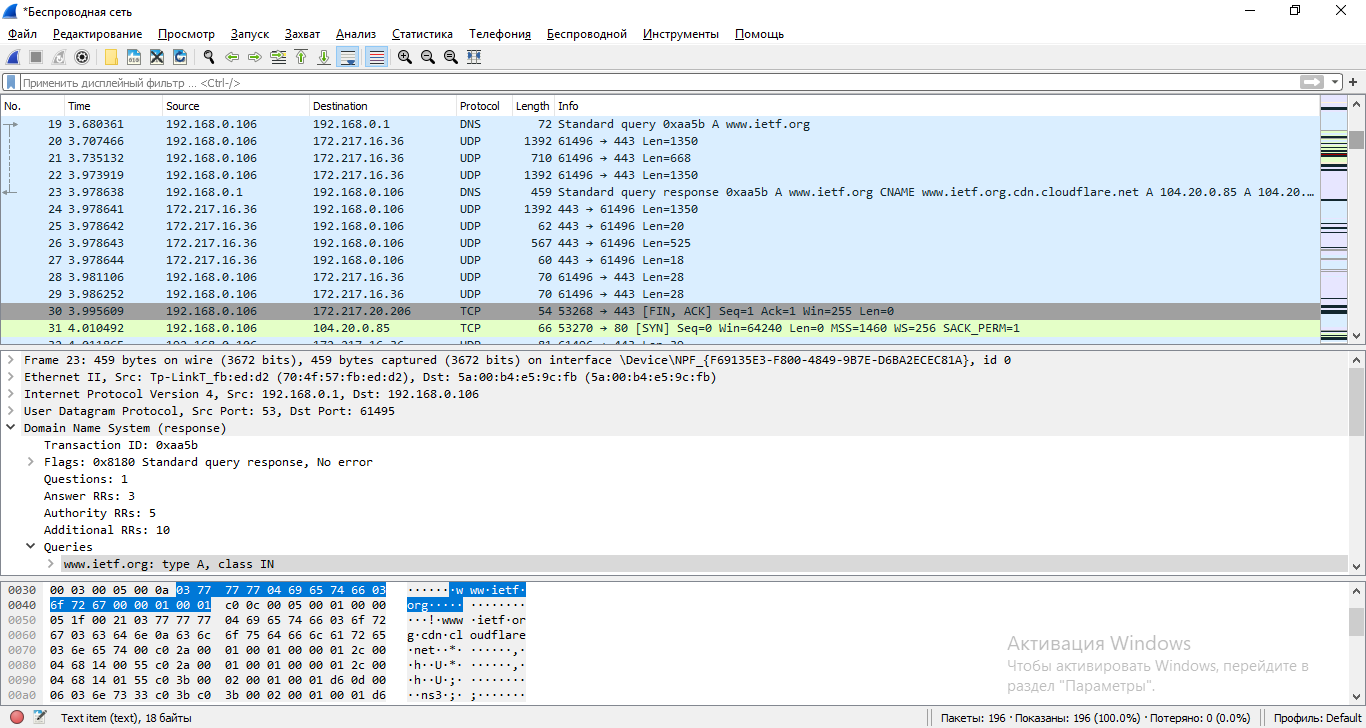 *Беспроводная сеть
Файл Редактирование Просмотр Запуск Захват Анализ Статистика Телефония Беспроводной Инструменты Помощь
Применить дисплейный фильтр ... <Ctrl-/>
No. Time Source Destination Protocol Length Info
19 3.680361 192.168.0.106 192.168.0.1 DNS 72 Standard query 0xaa5b A www.ietf.org
20 3.707466 192.168.0.106 172.217.16.36 UDP 1392 61496 → 443 Len=1350
21 3.735132 192.168.0.106 172.217.16.36 UDP 710 61496 → 443 Len=668
22 3.973919 192.168.0.106 172.217.16.36 UDP 1392 61496 → 443 Len=1350
23 3.978638 192.168.0.1 192.168.0.106 DNS 459 Standard query response 0xaa5b A www.ietf.org CNAME www.ietf.org.cdn.cloudflare.net A 104.20.0.85 A 104.20....
24 3.978641 172.217.16.36 192.168.0.106 UDP 1392 443 → 61496 Len=1350
25 3.978642 172.217.16.36 192.168.0.106 UDP 62 443 → 61496 Len=20
26 3.978643 172.217.16.36 192.168.0.106 UDP 567 443 → 61496 Len=525
27 3.978644 172.217.16.36 192.168.0.106 UDP 60 443 → 61496 Len=18
28 3.981106 192.168.0.106 172.217.16.36 UDP 70 61496 → 443 Len=28
29 3.986252 192.168.0.106 172.217.16.36 UDP 70 61496 → 443 Len=28
30 3.995609 192.168.0.106 172.217.20.206 TCP 54 53268 → 443 [FIN, ACK] Seq=1 Ack=1 Win=255 Len=0
31 4.010492 192.168.0.106 104.20.0.85 TCP 66 53270 → 80 [SYN] Seq=0 Win=64240 Len=0 MSS=1460 WS=256 SACK_PERM=1
Frame 23: 459 bytes on wire (3672 bits), 459 bytes captured (3672 bits) on interface \Device\NPF_{F69135E3-F800-4849-9B7E-D6BA2ECEC81A}, id 0
Ethernet II, Src: Tp-LinkT_fb:ed:d2 (70:4f:57:fb:ed:d2), Dst: 5a:00:b4:e5:9c:fb (5a:00:b4:e5:9c:fb)
Internet Protocol Version 4, Src: 192.168.0.1, Dst: 192.168.0.106
User Datagram Protocol, Src Port: 53, Dst Port: 61495
Domain Name System (response)
Transaction ID: 0xaa5b
Flags: 0x8180 Standard query response, No error
Questions: 1
Answer RRs: 3
Authority RRs: 5
Additional RRs: 10
Queries
www.ietf.org: type A, class IN
0030 00 03 00 05 00 0a 03 77 77 77 04 69 65 74 66 03 ·······w ww·ietf·
0040 6f 72 67 00 00 01 00 01 c0 0c 00 05 00 01 00 00 org····· ········
0050 05 1f 00 21 03 77 77 77 04 69 65 74 66 03 6f 72 ···!·www ·ietf·or
0060 67 03 63 64 6e 0a 63 6c 6f 75 64 66 6c 61 72 65 g·cdn·cl oudflare
0070 03 6e 65 74 00 c0 2a 00 01 00 01 00 00 01 2c 00 ·net··*· ······,·
0080 04 68 14 00 55 c0 2a 00 01 00 01 00 00 01 2c 00 ·h··U·*· ······,·
0090 04 68 14 01 55 c0 3b 00 02 00 01 00 01 d6 0d 00 ·h··U·;· ········
00a0 06 03 6e 73 33 c0 3b c0 3b 00 02 00 01 00 01 d6 ··ns3·;· ;·······
Активация Windows
Чтобы активировать Windows, перейдите в
раздел "Параметры".
Text item (text), 18 байты Пакеты: 196 · Показаны: 196 (100.0%) · Потеряно: 0 (0.0%) Профиль: Default